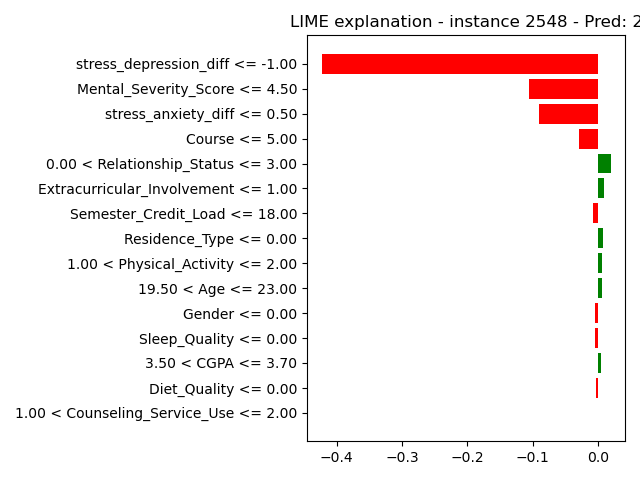 LIME explanation - instance 2548 - Pred: 2
stress_depression_diff <= -1.00
Mental_Severity_Score <= 4.50
stress_anxiety_diff <= 0.50
Course <= 5.00
0.00 < Relationship_Status <= 3.00
Extracurricular_Involvement <= 1.00
Semester_Credit_Load <= 18.00
Residence_Type <= 0.00
1.00 < Physical_Activity <= 2.00
19.50 < Age <= 23.00
Gender <= 0.00
Sleep_Quality <= 0.00
3.50 < CGPA <= 3.70
Diet_Quality <= 0.00
1.00 < Counseling_Service_Use <= 2.00
−0.4 −0.3 −0.2 −0.1 0.0